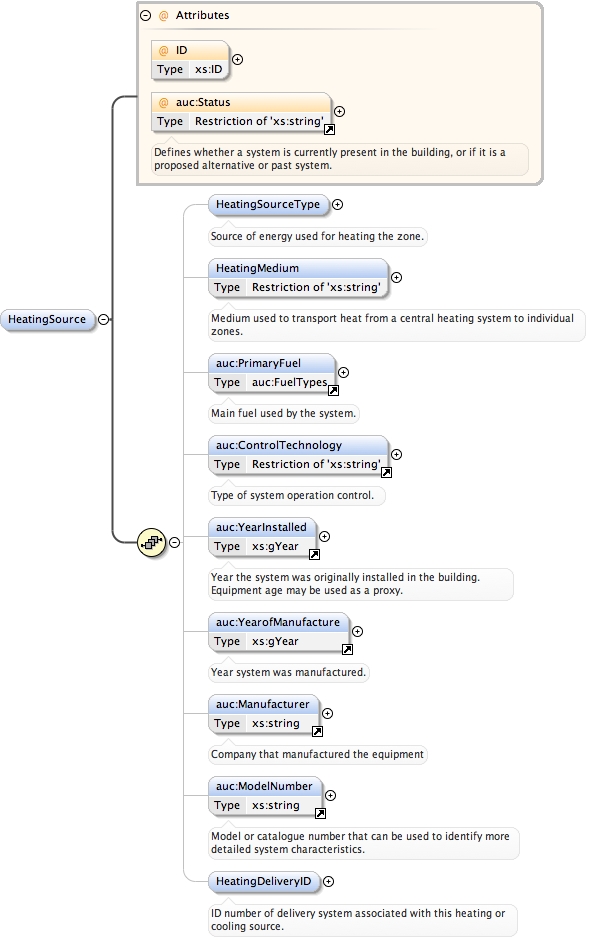 @ Attributes
@ ID
Type xs:ID
@ auc:Status
Type Restriction of 'xs:string'
Defines whether a system is currently present in the building, or if it is a
proposed alternative or past system.
HeatingSourceType
Source of energy used for heating the zone.
HeatingMedium
Type Restriction of 'xs:string'
HeatingSource
Medium used to transport heat from a central heating system to individual
zones.
auc:PrimaryFuel
Type auc:FuelTypes
Main fuel used by the system.
auc:ControlTechnology
Type Restriction of 'xs:string'
Type of system operation control.
auc:YearInstalled
Type xs:gYear
Year the system was originally installed in the building.
Equipment age may be used as a proxy.
auc:YearofManufacture
Type xs:gYear
Year system was manufactured.
auc:Manufacturer
Type xs:string
Company that manufactured the equipment
auc:ModelNumber
Type xs:string
Model or catalogue number that can be used to identify more
detailed system characteristics.
HeatingDeliveryID
ID number of delivery system associated with this heating or
cooling source.